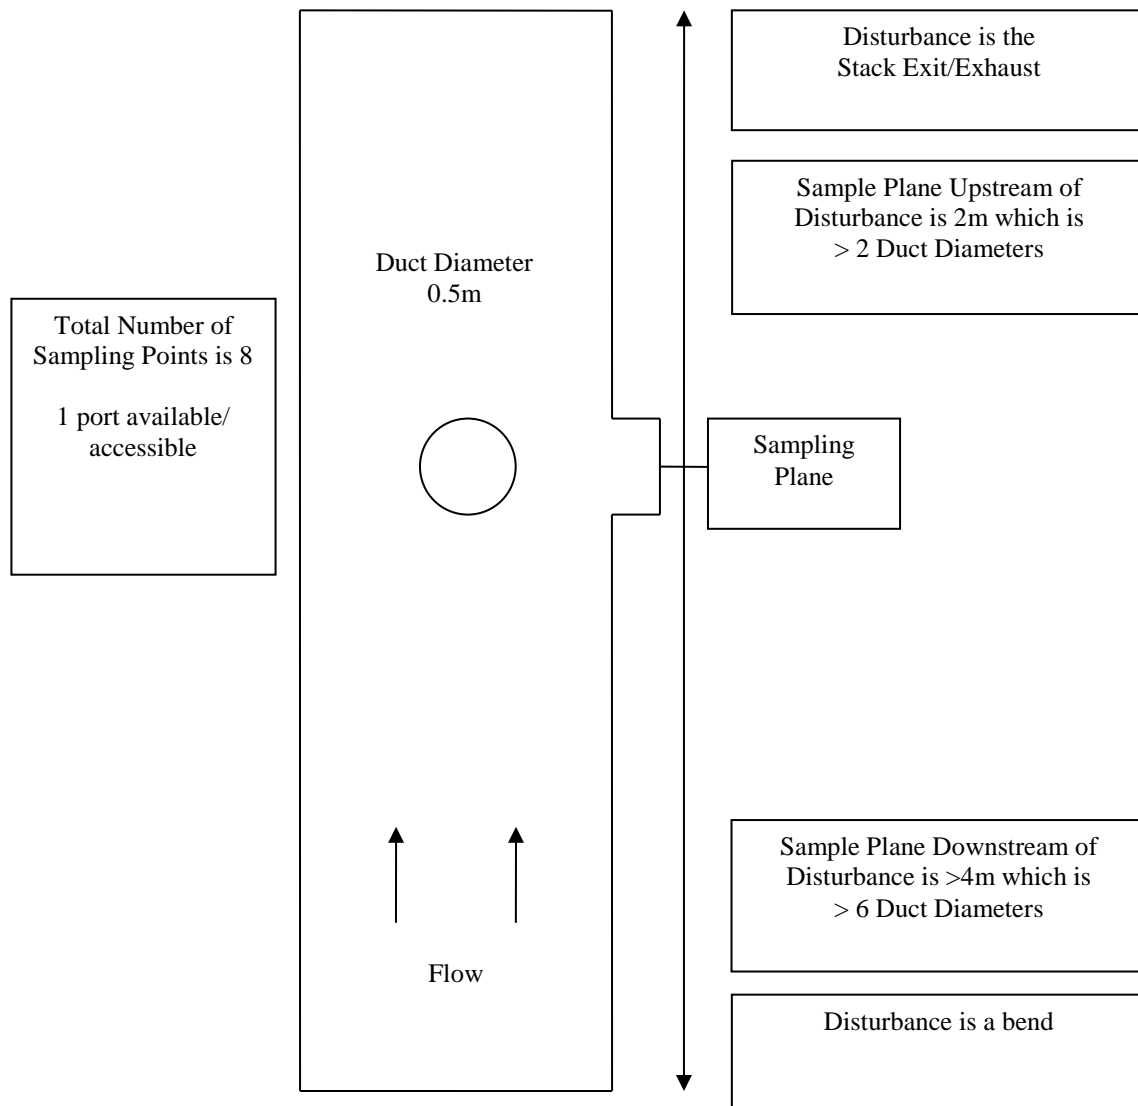 Disturbance is the
Stack Exit/Exhaust
Sample Plane Upstream of
Disturbance is 2m which is
> 2 Duct Diameters
Duct Diameter
0.5m
Total Number of
Sampling Points is 8
1 port available/
accessible
Sampling
Plane
Sample Plane Downstream of
Disturbance is >4m which is
> 6 Duct Diameters
Flow
Disturbance is a bend